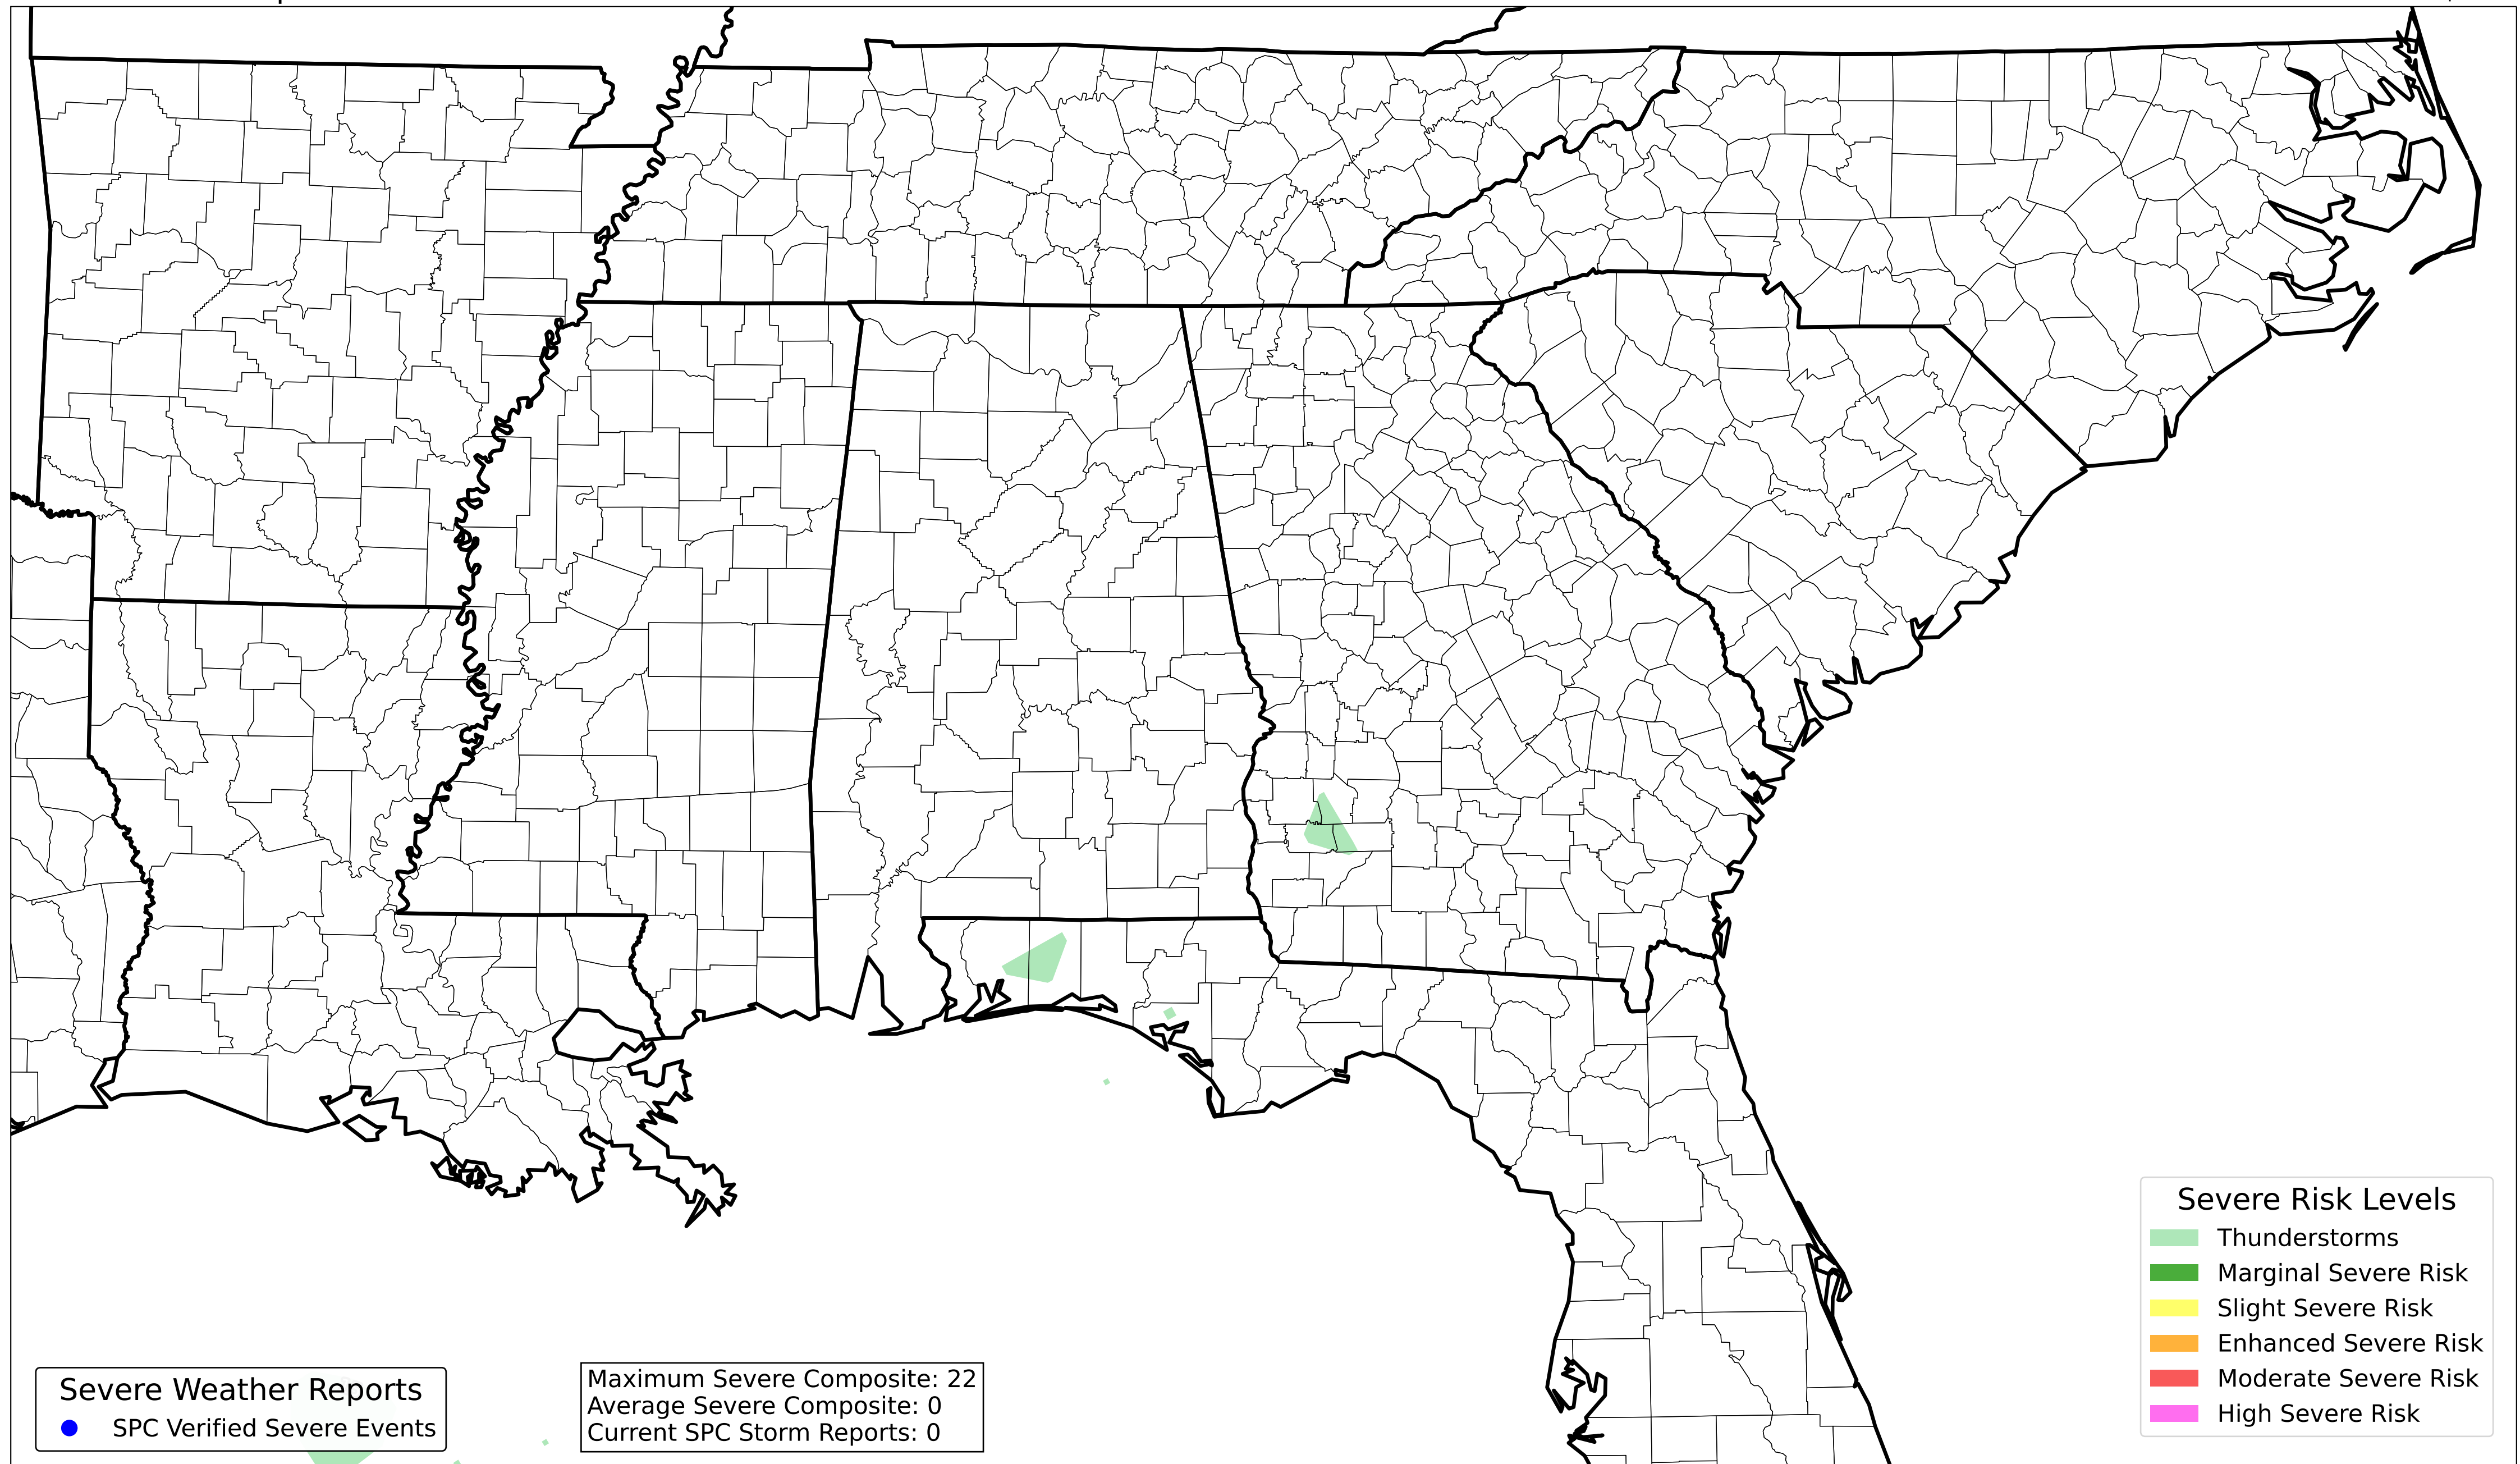 Severe Risk Levels
Thunderstorms
Marginal Severe Risk
Slight Severe Risk
Enhanced Severe Risk
Moderate Severe Risk
High Severe Risk
Severe Weather Reports
SPC Verified Severe Events
Maximum Severe Composite: 22
Average Severe Composite: 0
Current SPC Storm Reports: 0